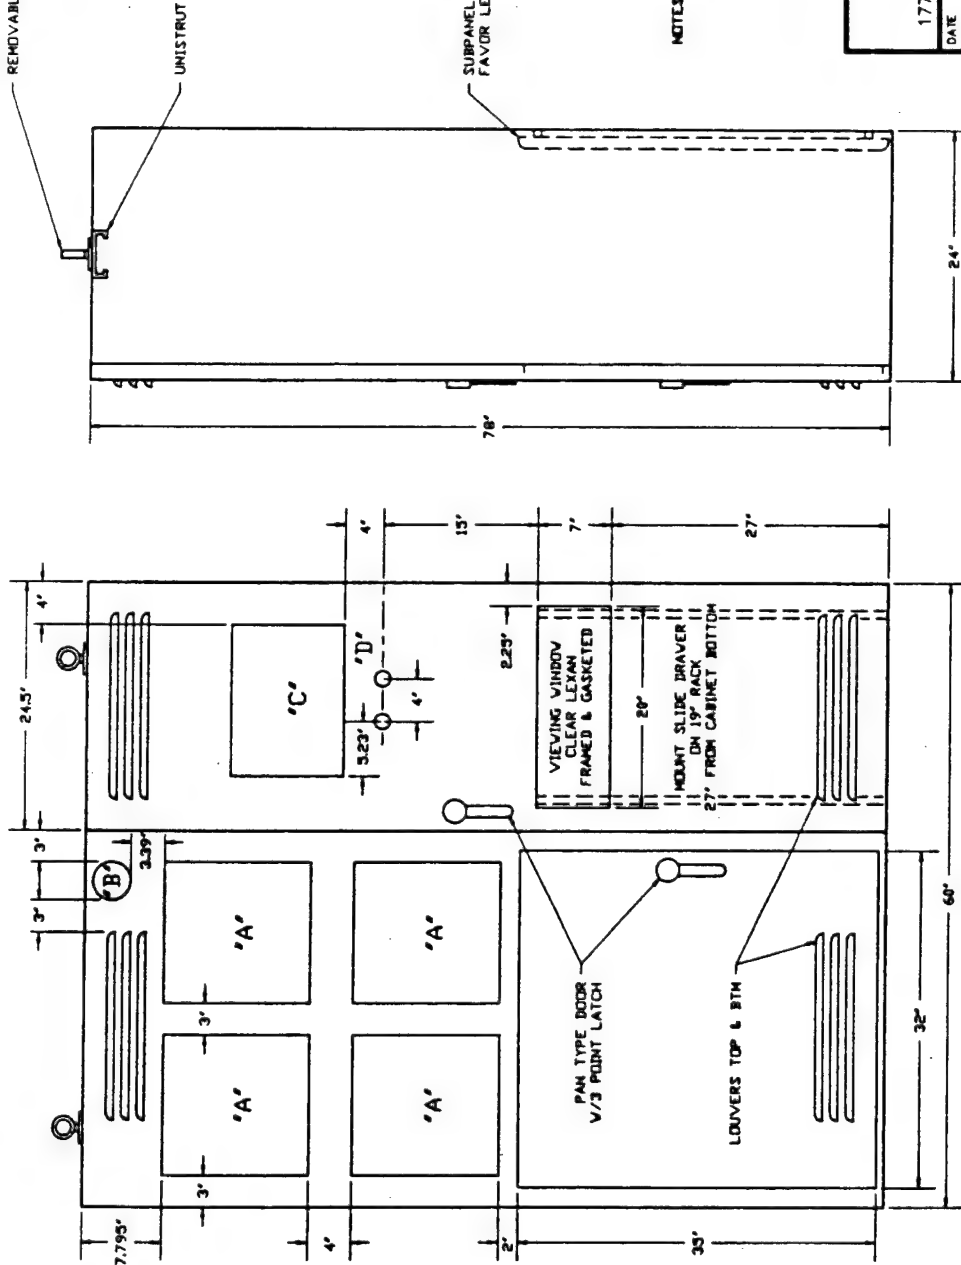 REMOVABL
UNISTRUT
SUBPANEL
FAVOR LE
NOTES
177
DATE
24"
78"
24.5"
4"
3"
3"
3.39"
"B"
7.795"
"A"
"A"
"A"
"A"
3"
3"
4"
2"
35"
32"
60"
"C"
4"
"D"
5.23"
4"
15"
7"
27"
2.25"
VIEWING WINDOW
CLEAR LEXAN
FRAMED & GASKETED
20"
MOUNT SLIDE DRAWER
ON 19" RACK
27" FROM CABINET BOTTOM
PAN TYPE DOOR
W/3 POINT LATCH
LOUVERS TOP & BTM